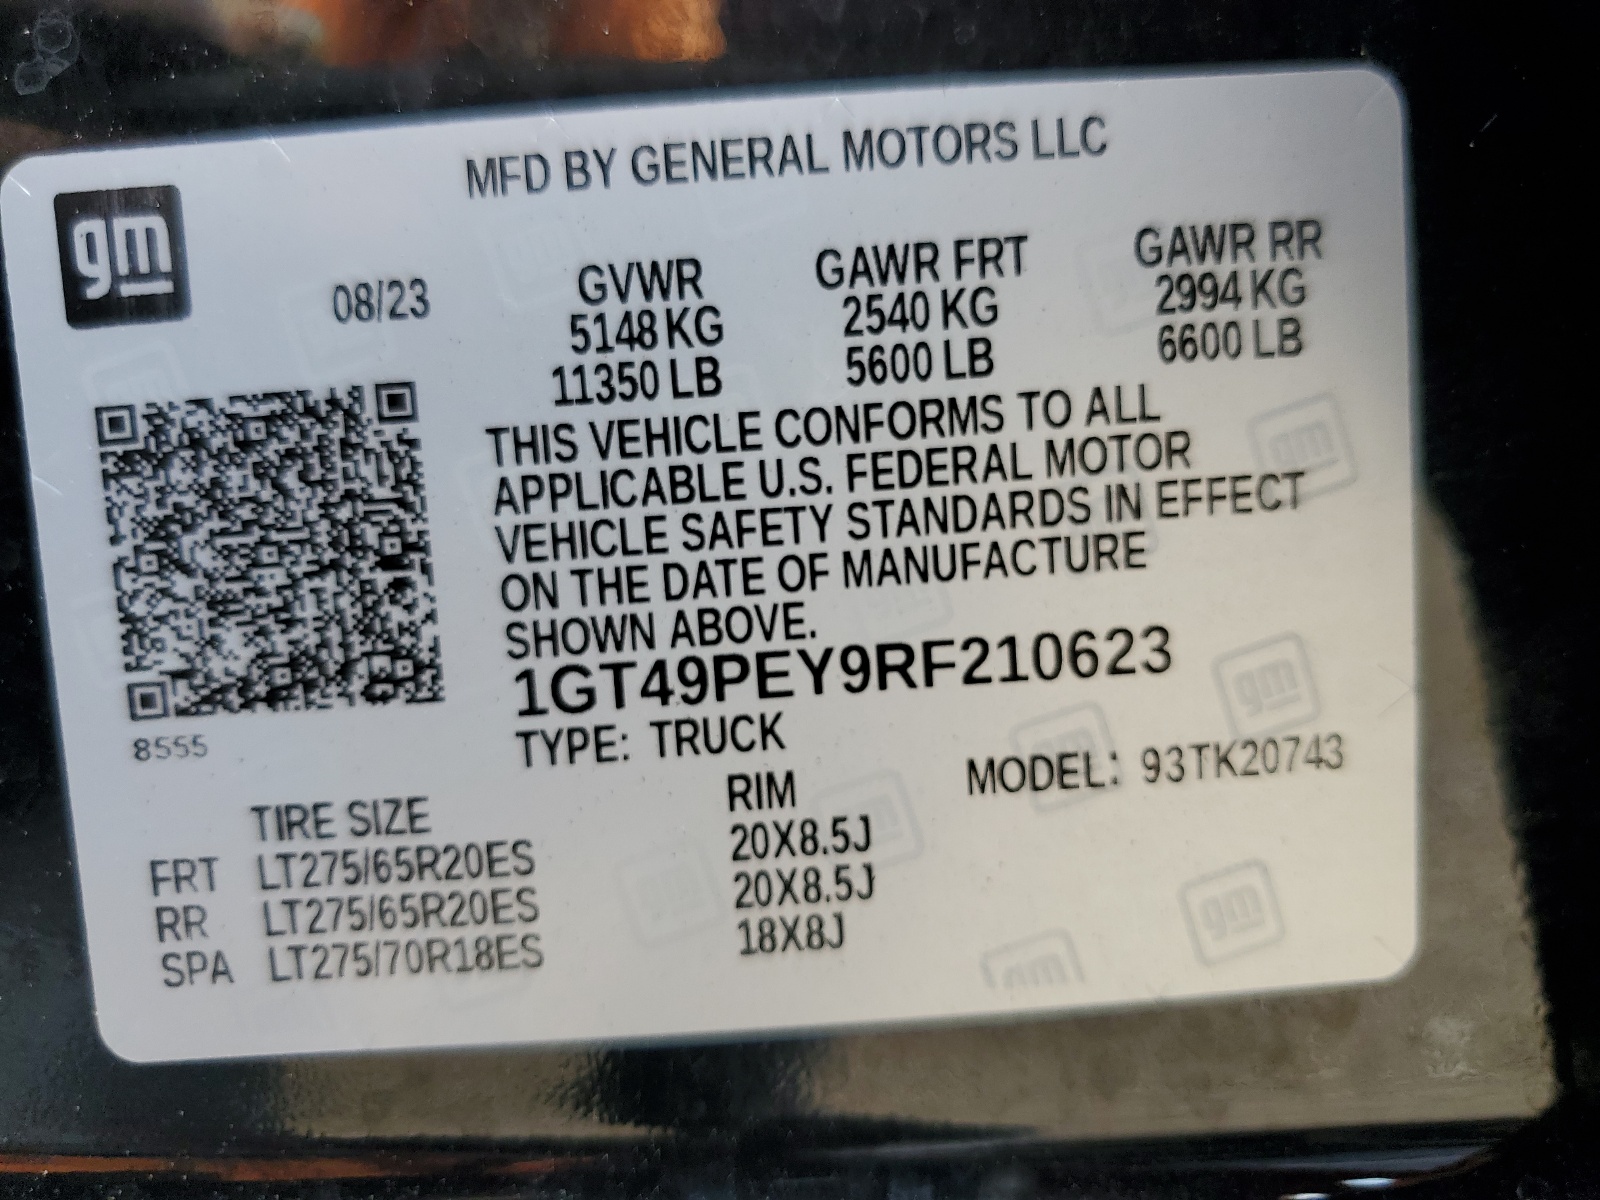 MFD BY GENERAL MOTORS LLC
gm
08/23
GVWR
5148 KG
11350 LB
GAWR FRT
2540 KG
5600 LB
GAWR RR
2994 KG
6600 LB
THIS VEHICLE CONFORMS TO ALL
APPLICABLE U.S. FEDERAL MOTOR
VEHICLE SAFETY STANDARDS IN EFFECT
ON THE DATE OF MANUFACTURE
SHOWN ABOVE.
1GT49PEY9RF210623
8555
TYPE: TRUCK
MODEL: 93TK20743
TIRE SIZE RIM
FRT LT275/65R20ES 20X8.5J
RR LT275/65R20ES 20X8.5J
SPA LT275/70R18ES 18X8J